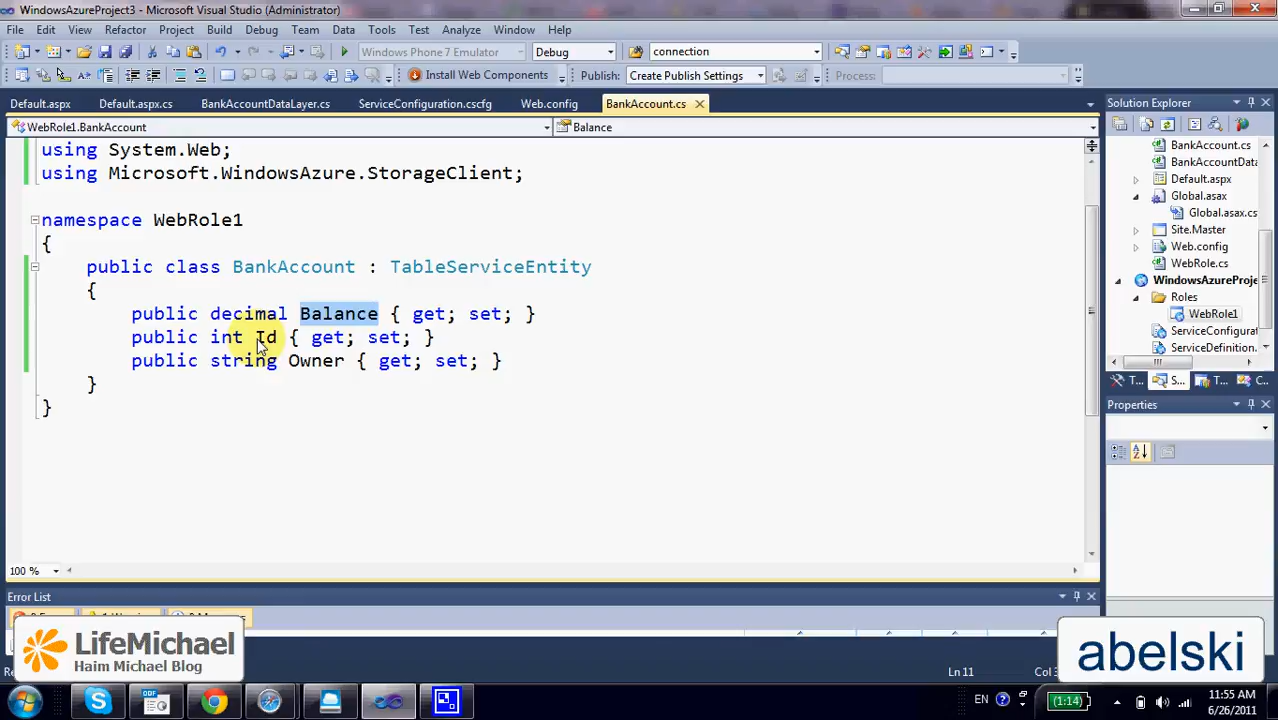 WindowsAzureProject3 - Microsoft Visual Studio (Administrator)
File Edit View Refactor Project Build Debug Team Data Tools Test Analyze Window Help
Windows Phone 7 Emulator Debug connection
Install Web Components Publish: Create Publish Settings Process:
Default.aspx Default.aspx.cs BankAccountDataLayer.cs ServiceConfiguration.cscfg Web.config BankAccount.cs
Solution Explorer
WebRole1.BankAccount Balance
using System.Web;
using Microsoft.WindowsAzure.StorageClient;
namespace WebRole1
{
public class BankAccount : TableServiceEntity
{
public decimal Balance { get; set; }
public int Id { get; set; }
public string Owner { get; set; }
}
}
BankAccount.cs
BankAccountData
Default.aspx
Global.asax
Global.asax.cs
Site.Master
Web.config
WebRole.cs
WindowsAzureProjec
Roles
WebRole1
ServiceConfigurat
ServiceDefinition.
T... S... T... C...
Properties
100 %
Error List
LifeMichael
Haim Michael Blog
abelski
Ln 11
EN
(1:14)
11:55 AM
6/26/2011